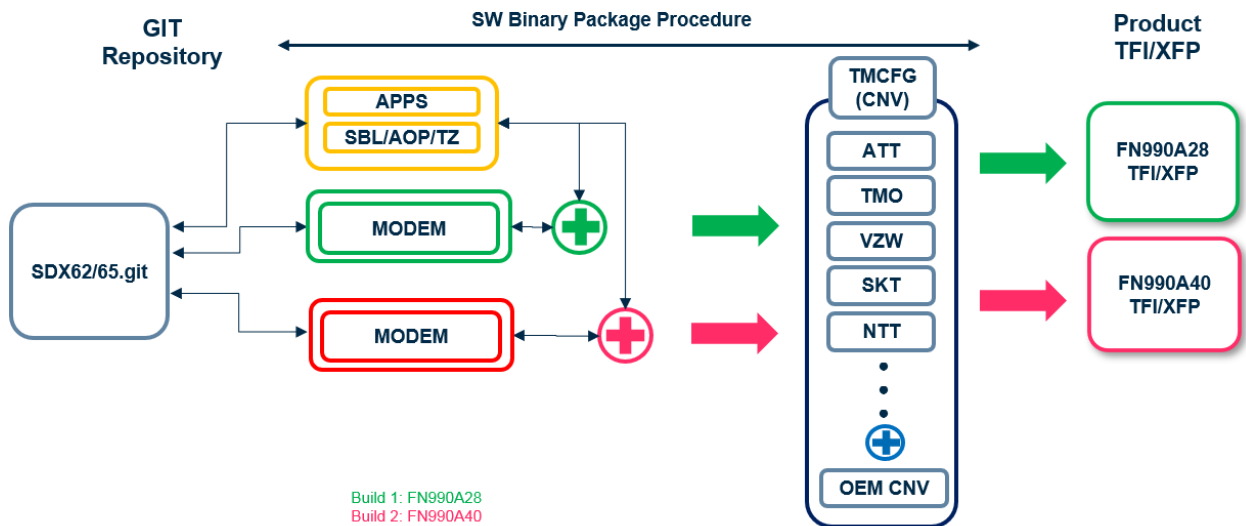 GIT
Repository
SW Binary Package Procedure
Product
TFI/XFP
APPS
SBL/AOP/TZ
MODEM
MODEM
SDX62/65.git
TMCFG
(CNV)
ATT
TMO
VZW
SKT
NTT
OEM CNV
FN990A28
TFI/XFP
FN990A40
TFI/XFP
Build 1: FN990A28
Build 2: FN990A40